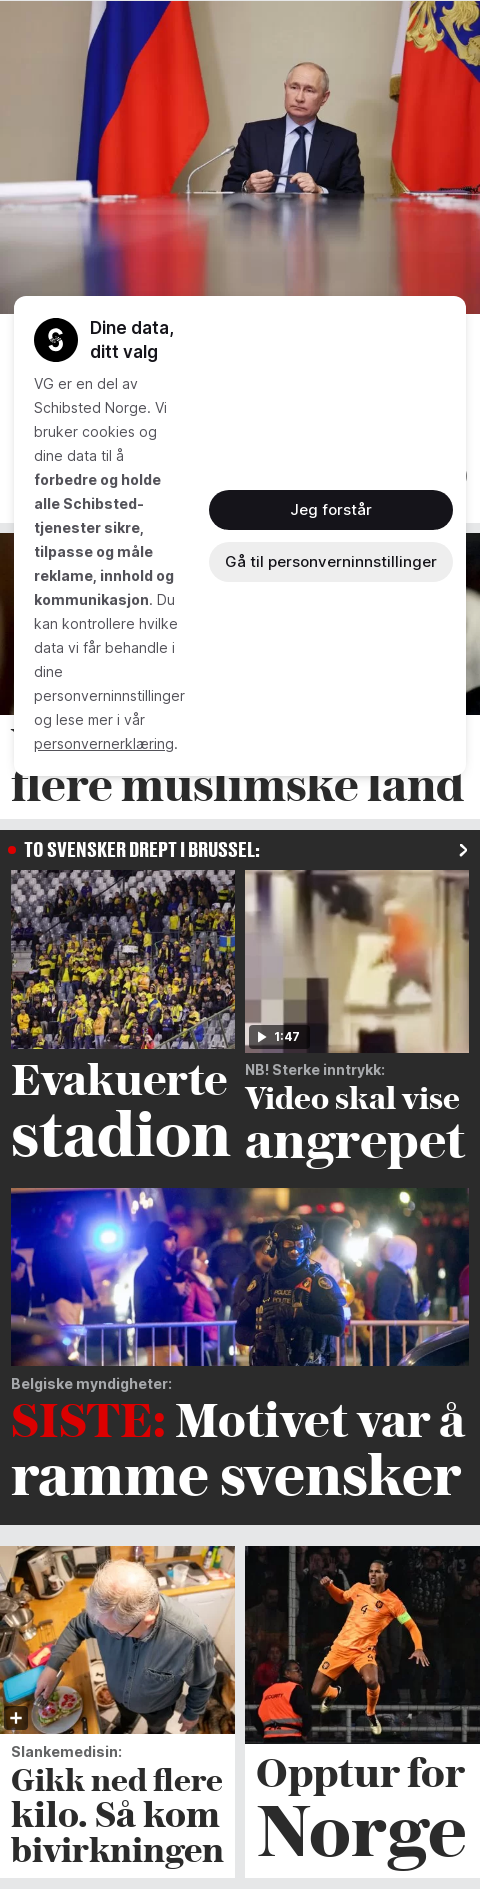 Dine data,
ditt valg
VG er en del av
Schibsted Norge. Vi
bruker cookies og
dine data til å
forbedre og holde
alle Schibsted-
tjenester sikre,
tilpasse og måle
reklame, innhold og
kommunikasjon. Du
kan kontrollere hvilke
data vi får behandle i
dine
personverninnstillinger
og lese mer i vår
personvernerklæring.
Jeg forstår
Gå til personverninnstillinger
flere muslimske land
TO SVENSKER DREPT I BRUSSEL:
1:47
Evakuerte
stadion
NB! Sterke inntrykk:
Video skal vise
angrepet
POLICE
POLITIE
Belgiske myndigheter:
SISTE: Motivet var å
ramme svensker
4
SECURITY
Slankemedisin:
Gikk ned flere
kilo. Så kom
bivirkningen
Opptur for
Norge